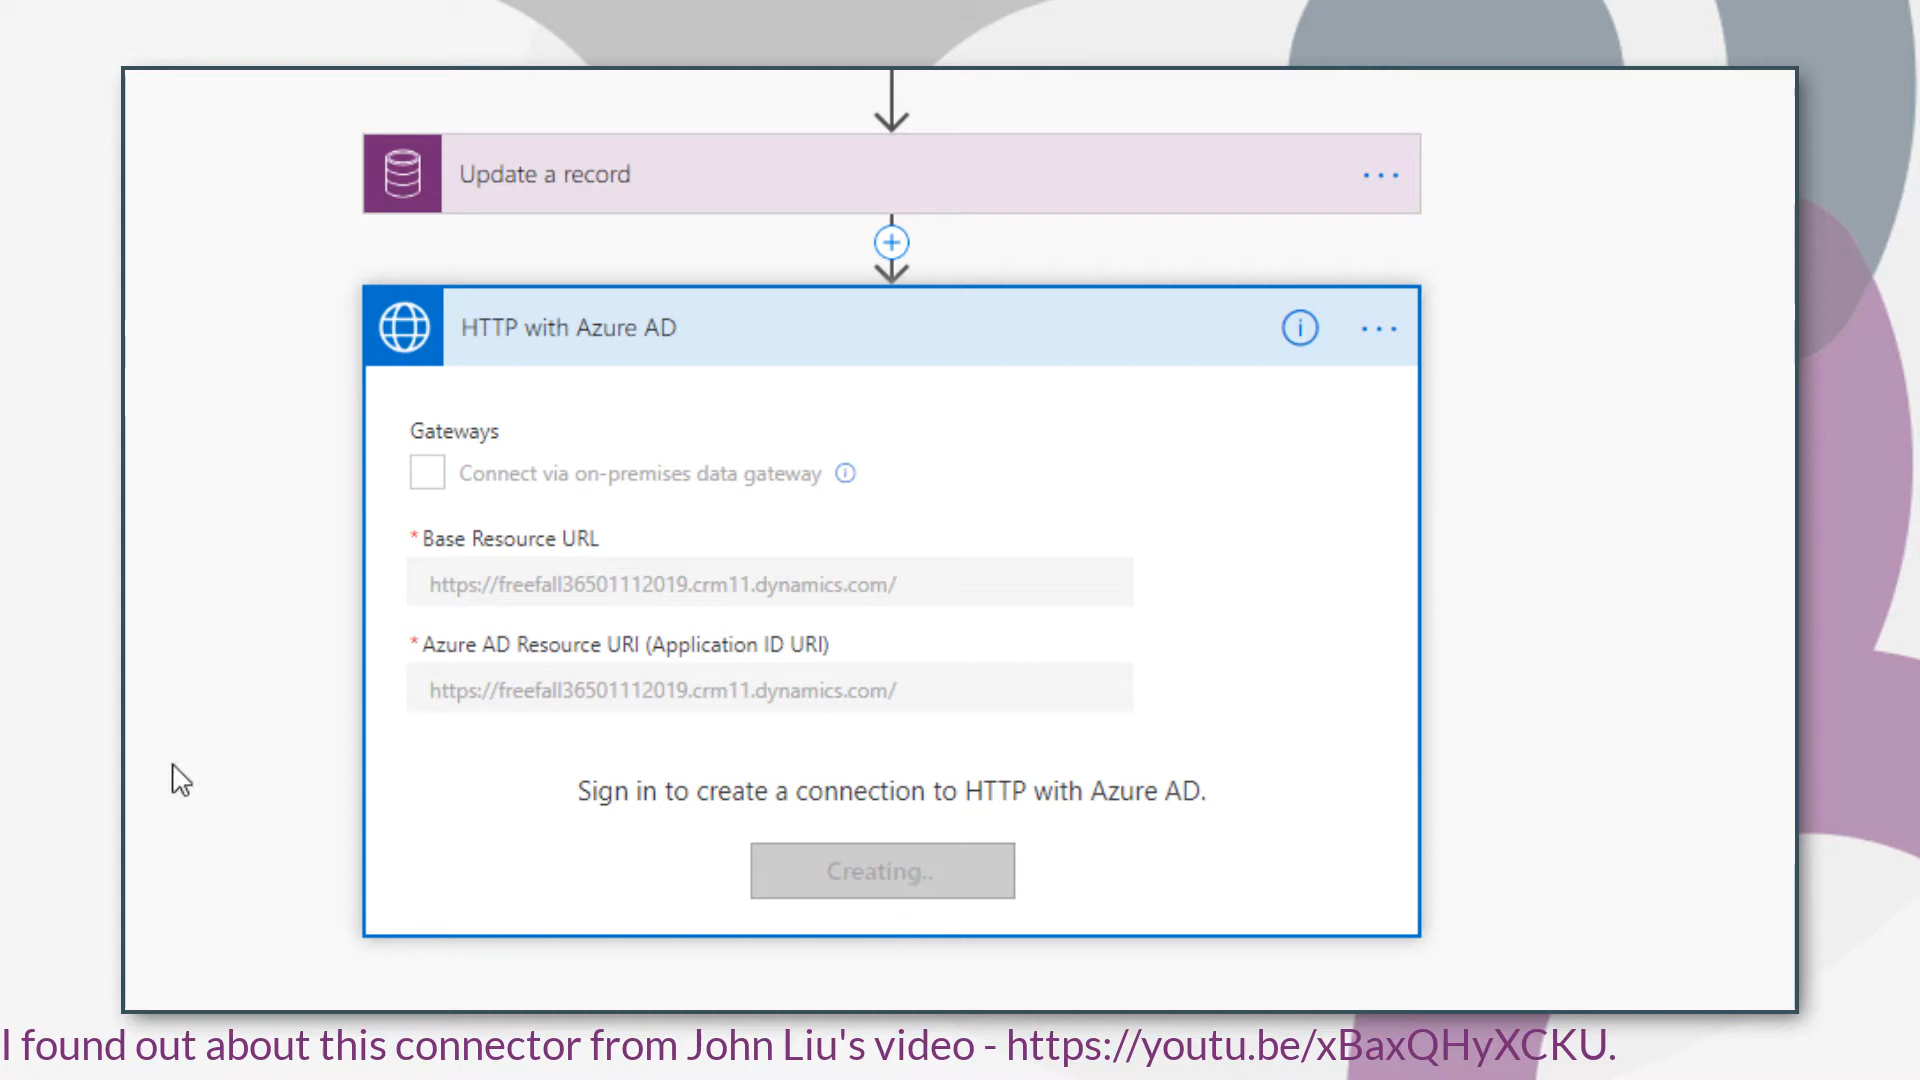 Update a record
HTTP with Azure AD
Gateways
Connect via on-premises data gateway
* Base Resource URL
https://freefall36501112019.crm11.dynamics.com/
* Azure AD Resource URI (Application ID URI)
https://freefall36501112019.crm11.dynamics.com/
Sign in to create a connection to HTTP with Azure AD.
Creating..
I found out about this connector from John Liu's video - https://youtu.be/xBaxQHyXCKU.